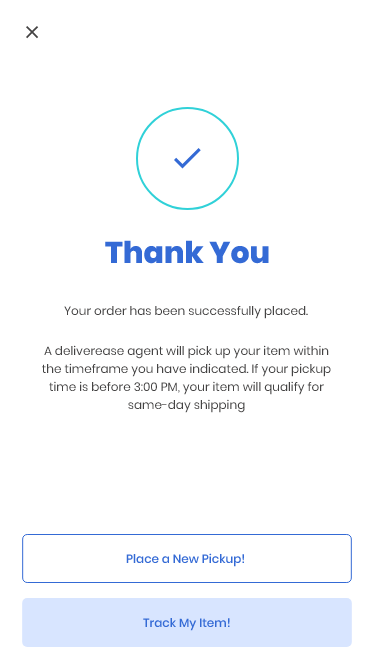 Thank You
Your order has been successfully placed.
A deliverease agent will pick up your item within
the timeframe you have indicated. If your pickup
time is before 3:00 PM, your item will qualify for
same-day shipping
Place a New Pickup!
Track My Item!